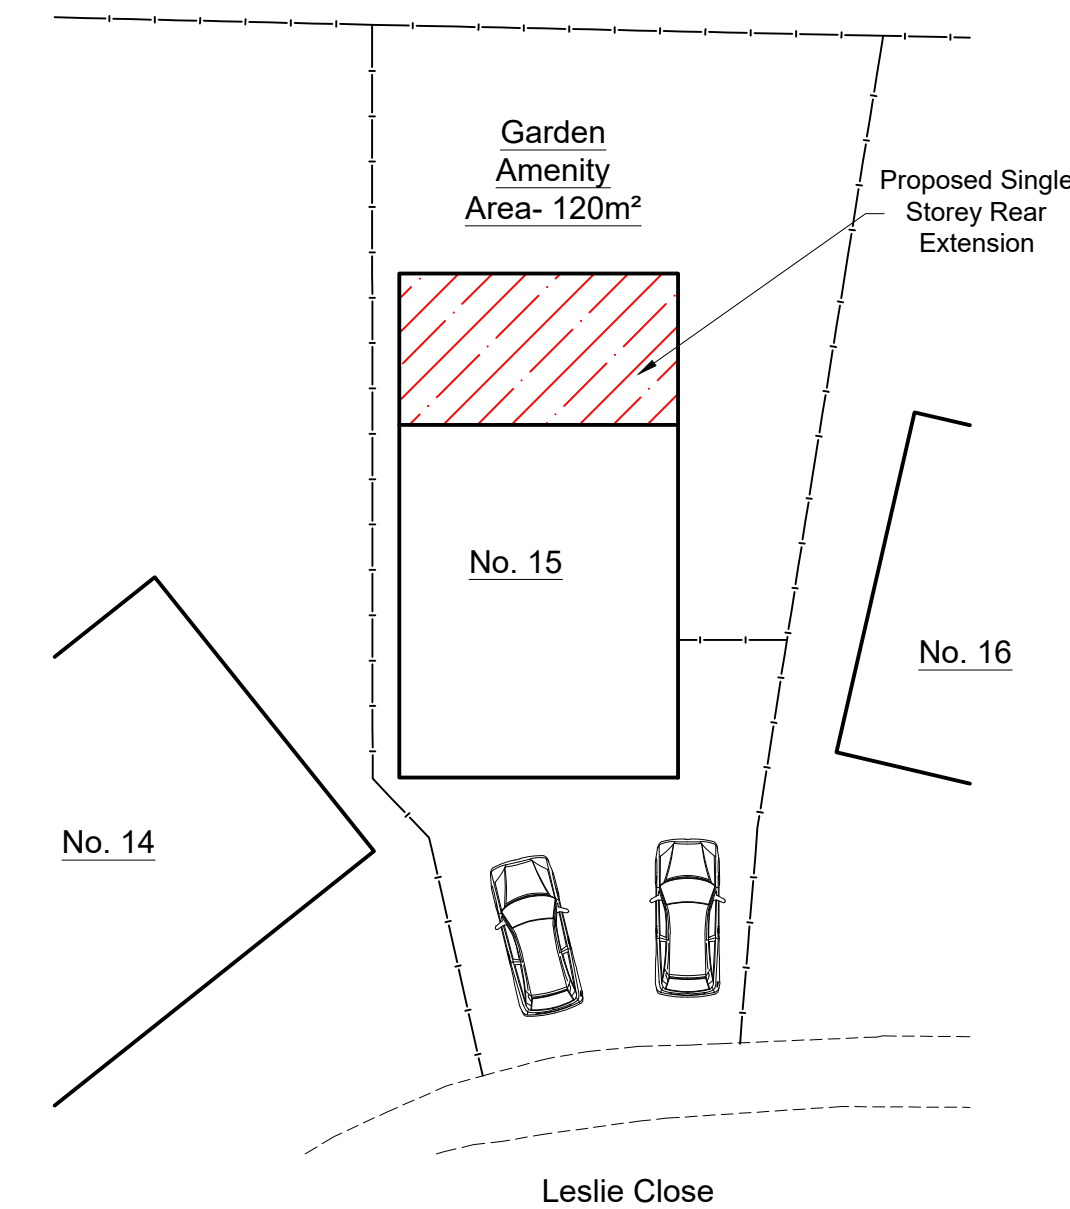 Garden
Amenity
Area- 120m²
Proposed Single
Storey Rear
Extension
No. 15
No. 16
No. 14
Leslie Close